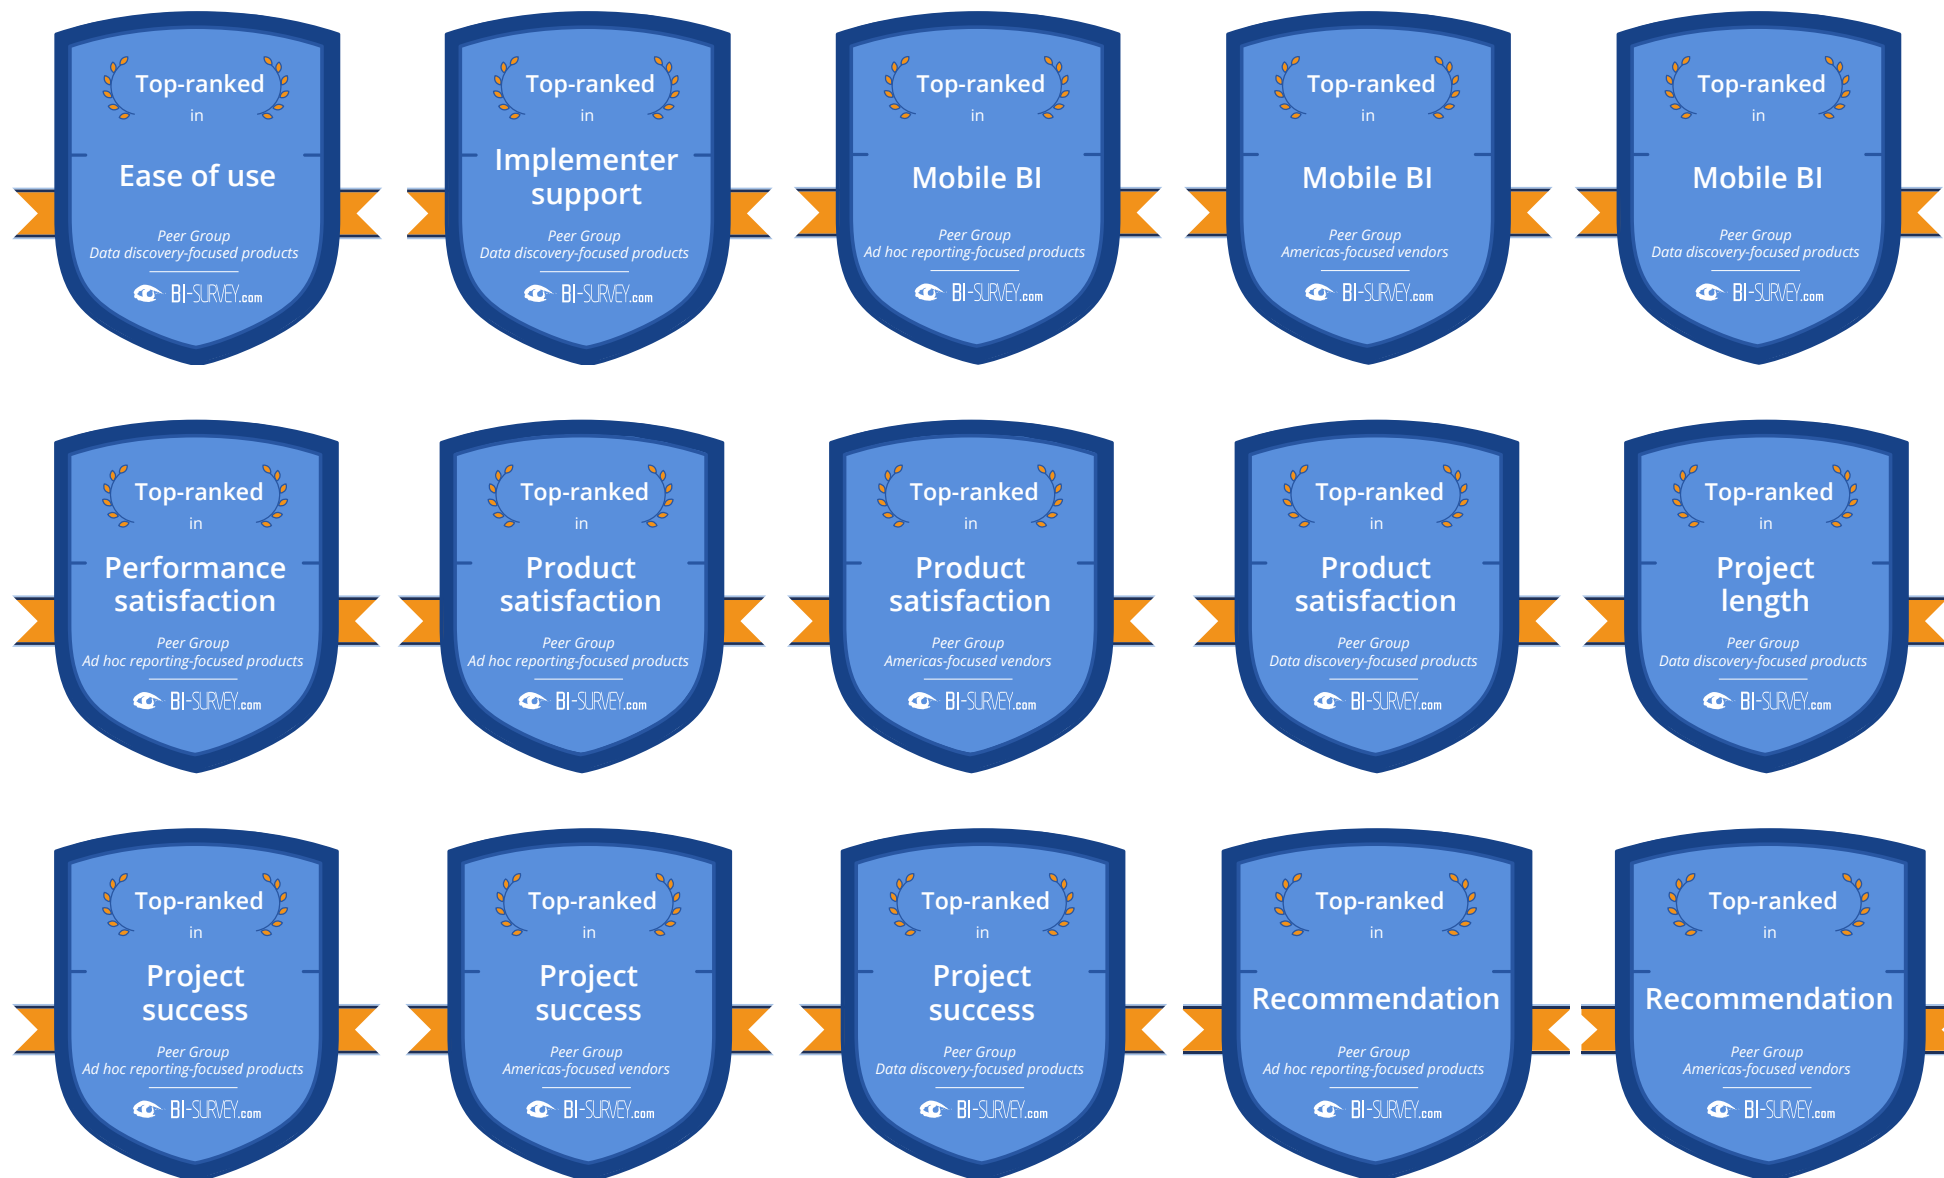 Top-ranked
in
Ease of use
Peer Group
Data discovery-focused products
BI-SURVEY.com
Top-ranked
in
Implementer
support
Peer Group
Data discovery-focused products
BI-SURVEY.com
Top-ranked
in
Mobile BI
Peer Group
Ad hoc reporting-focused products
BI-SURVEY.com
Top-ranked
in
Mobile BI
Peer Group
Americas-focused vendors
BI-SURVEY.com
Top-ranked
in
Mobile BI
Peer Group
Data discovery-focused products
BI-SURVEY.com
Top-ranked
in
Performance
satisfaction
Peer Group
Ad hoc reporting-focused products
BI-SURVEY.com
Top-ranked
in
Product
satisfaction
Peer Group
Ad hoc reporting-focused products
BI-SURVEY.com
Top-ranked
in
Product
satisfaction
Peer Group
Americas-focused vendors
BI-SURVEY.com
Top-ranked
in
Product
satisfaction
Peer Group
Data discovery-focused products
BI-SURVEY.com
Top-ranked
in
Project
length
Peer Group
Data discovery-focused products
BI-SURVEY.com
Top-ranked
in
Project
success
Peer Group
Ad hoc reporting-focused products
BI-SURVEY.com
Top-ranked
in
Project
success
Peer Group
Americas-focused vendors
BI-SURVEY.com
Top-ranked
in
Project
success
Peer Group
Data discovery-focused products
BI-SURVEY.com
Top-ranked
in
Recommendation
Peer Group
Ad hoc reporting-focused products
BI-SURVEY.com
Top-ranked
in
Recommendation
Peer Group
Americas-focused vendors
BI-SURVEY.com